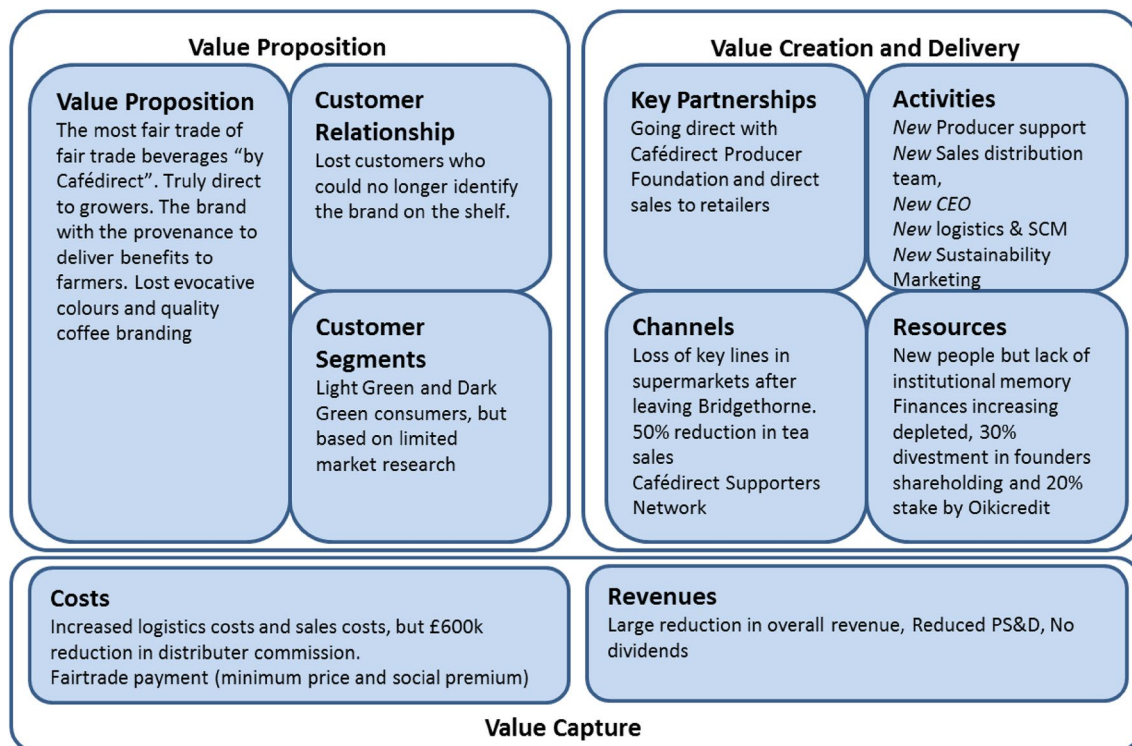 Value Proposition
Value Proposition
The most fair trade of
fair trade beverages “by
Cafédirect”. Truly direct
to growers. The brand
with the provenance to
deliver benefits to
farmers. Lost evocative
colours and quality
coffee branding
Customer
Relationship
Lost customers who
could no longer identify
the brand on the shelf.
Customer
Segments
Light Green and Dark
Green consumers, but
based on limited
market research
Value Creation and Delivery
Key Partnerships
Going direct with
Cafédirect Producer
Foundation and direct
sales to retailers
Activities
New Producer support
New Sales distribution
team,
New CEO
New logistics & SCM
New Sustainability
Marketing
Channels
Loss of key lines in
supermarkets after
leaving Bridgethorne.
50% reduction in tea
sales
Cafédirect Supporters
Network
Resources
New people but lack of
institutional memory
Finances increasing
depleted, 30%
divestment in founders
shareholding and 20%
stake by Oikicredit
Costs
Increased logistics costs and sales costs, but £600k
reduction in distributer commission.
Fairtrade payment (minimum price and social premium)
Revenues
Large reduction in overall revenue, Reduced PS&D, No
dividends
Value Capture